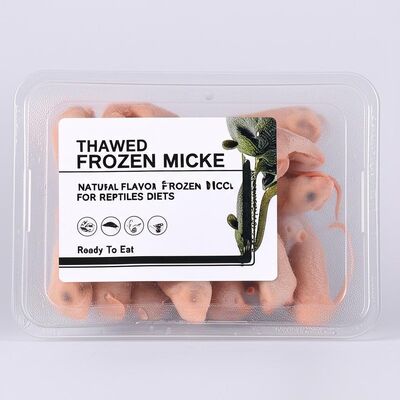 THAWED
FROZEN MICKE
NATURAL FLAVOR FROZEN
FOR REPTILES DIETS
Ready To Eat